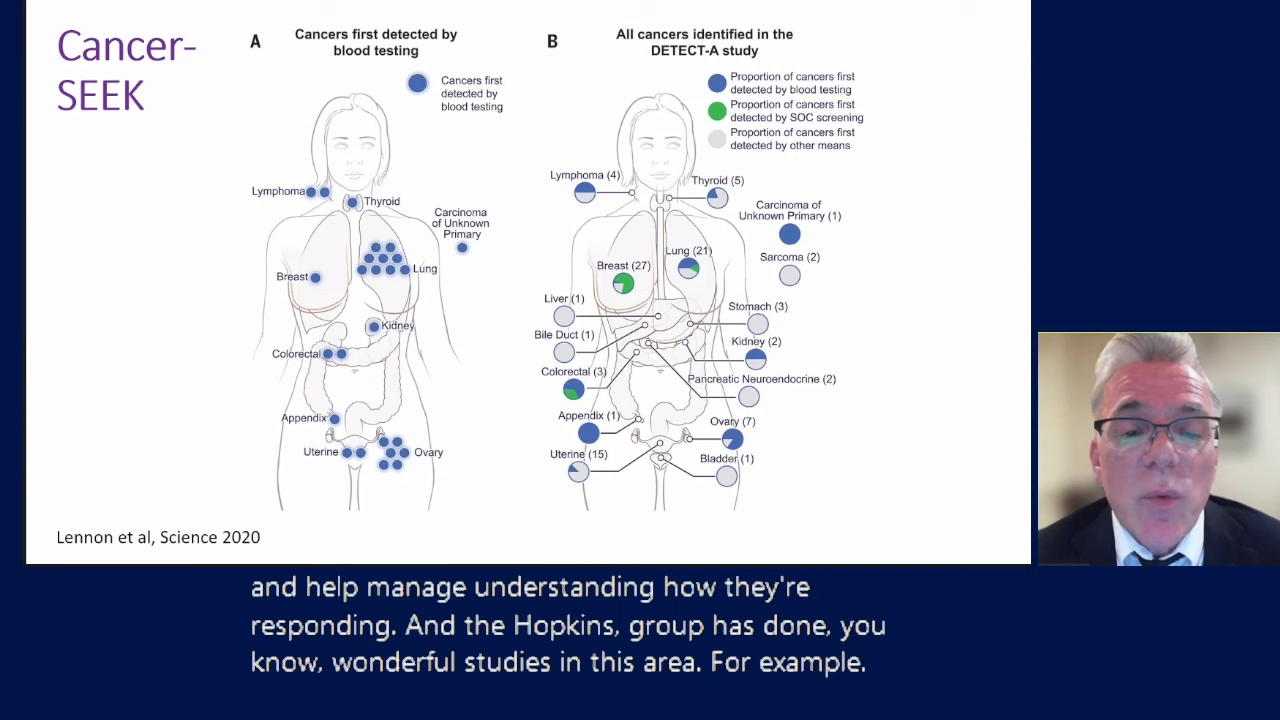 Cancer-
SEEK
A
Cancers first detected by
blood testing
Cancers first
detected by
blood testing
Lymphoma
Thyroid
Carcinoma
of Unknown
Primary
Breast
Lung
Kidney
Colorectal
Appendix
Uterine
Ovary
B
All cancers identified in the
DETECT-A study
Proportion of cancers first
detected by blood testing
Proportion of cancers first
detected by SOC screening
Proportion of cancers first
detected by other means
Lymphoma (4)
Thyroid (5)
Carcinoma of
Unknown Primary (1)
Lung (21)
Sarcoma (2)
Breast (27)
Liver (1)
Stomach (3)
Bile Duct (1)
Kidney (2)
Colorectal (3)
Pancreatic Neuroendocrine (2)
Appendix (1)
Ovary (7)
Uterine (15)
Bladder (1)
Lennon et al, Science 2020
and help manage understanding how they're
responding. And the Hopkins, group has done, you
know, wonderful studies in this area. For example.